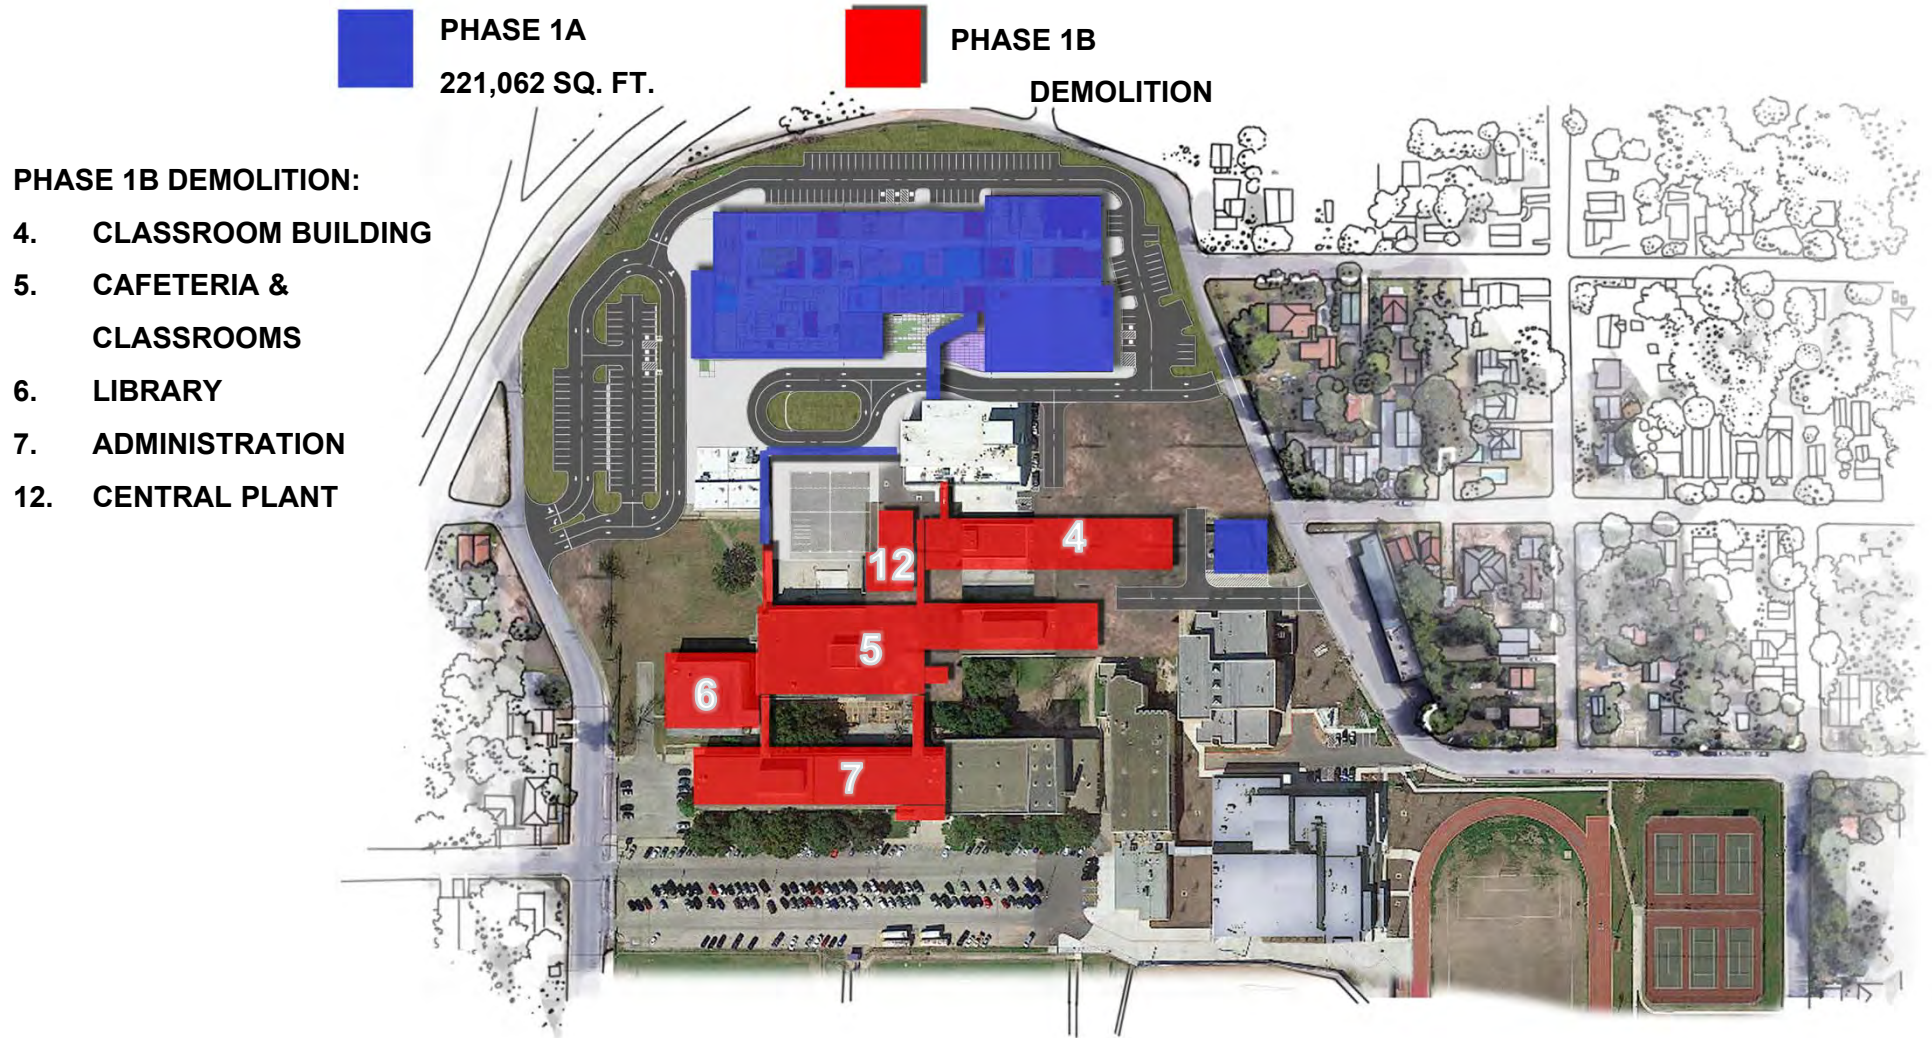 PHASE 1A
221,062 SQ. FT.
PHASE 1B
DEMOLITION
PHASE 1B DEMOLITION:
4. CLASSROOM BUILDING
5. CAFETERIA &
CLASSROOMS
6. LIBRARY
7. ADMINISTRATION
12. CENTRAL PLANT
4
12
5
6
7